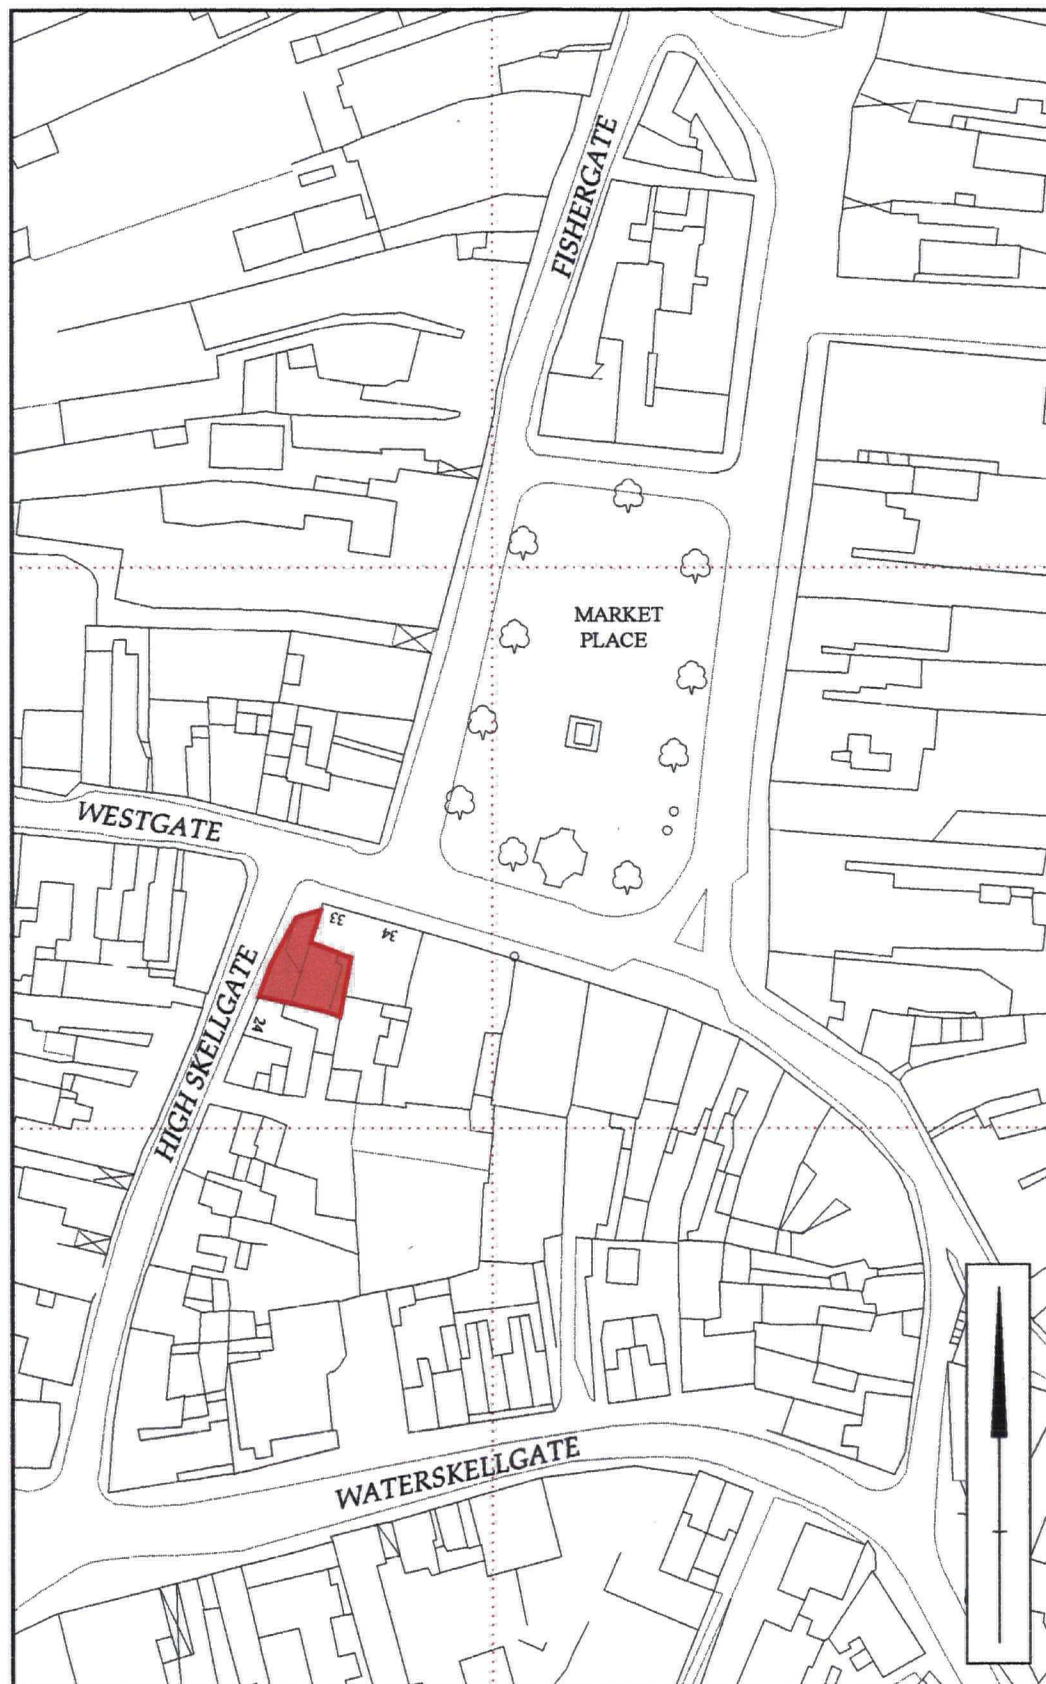 FISHERGATE
MARKET
PLACE
WESTGATE
33
34
HIGH SKELLGATE
24
WATERSKELLGATE